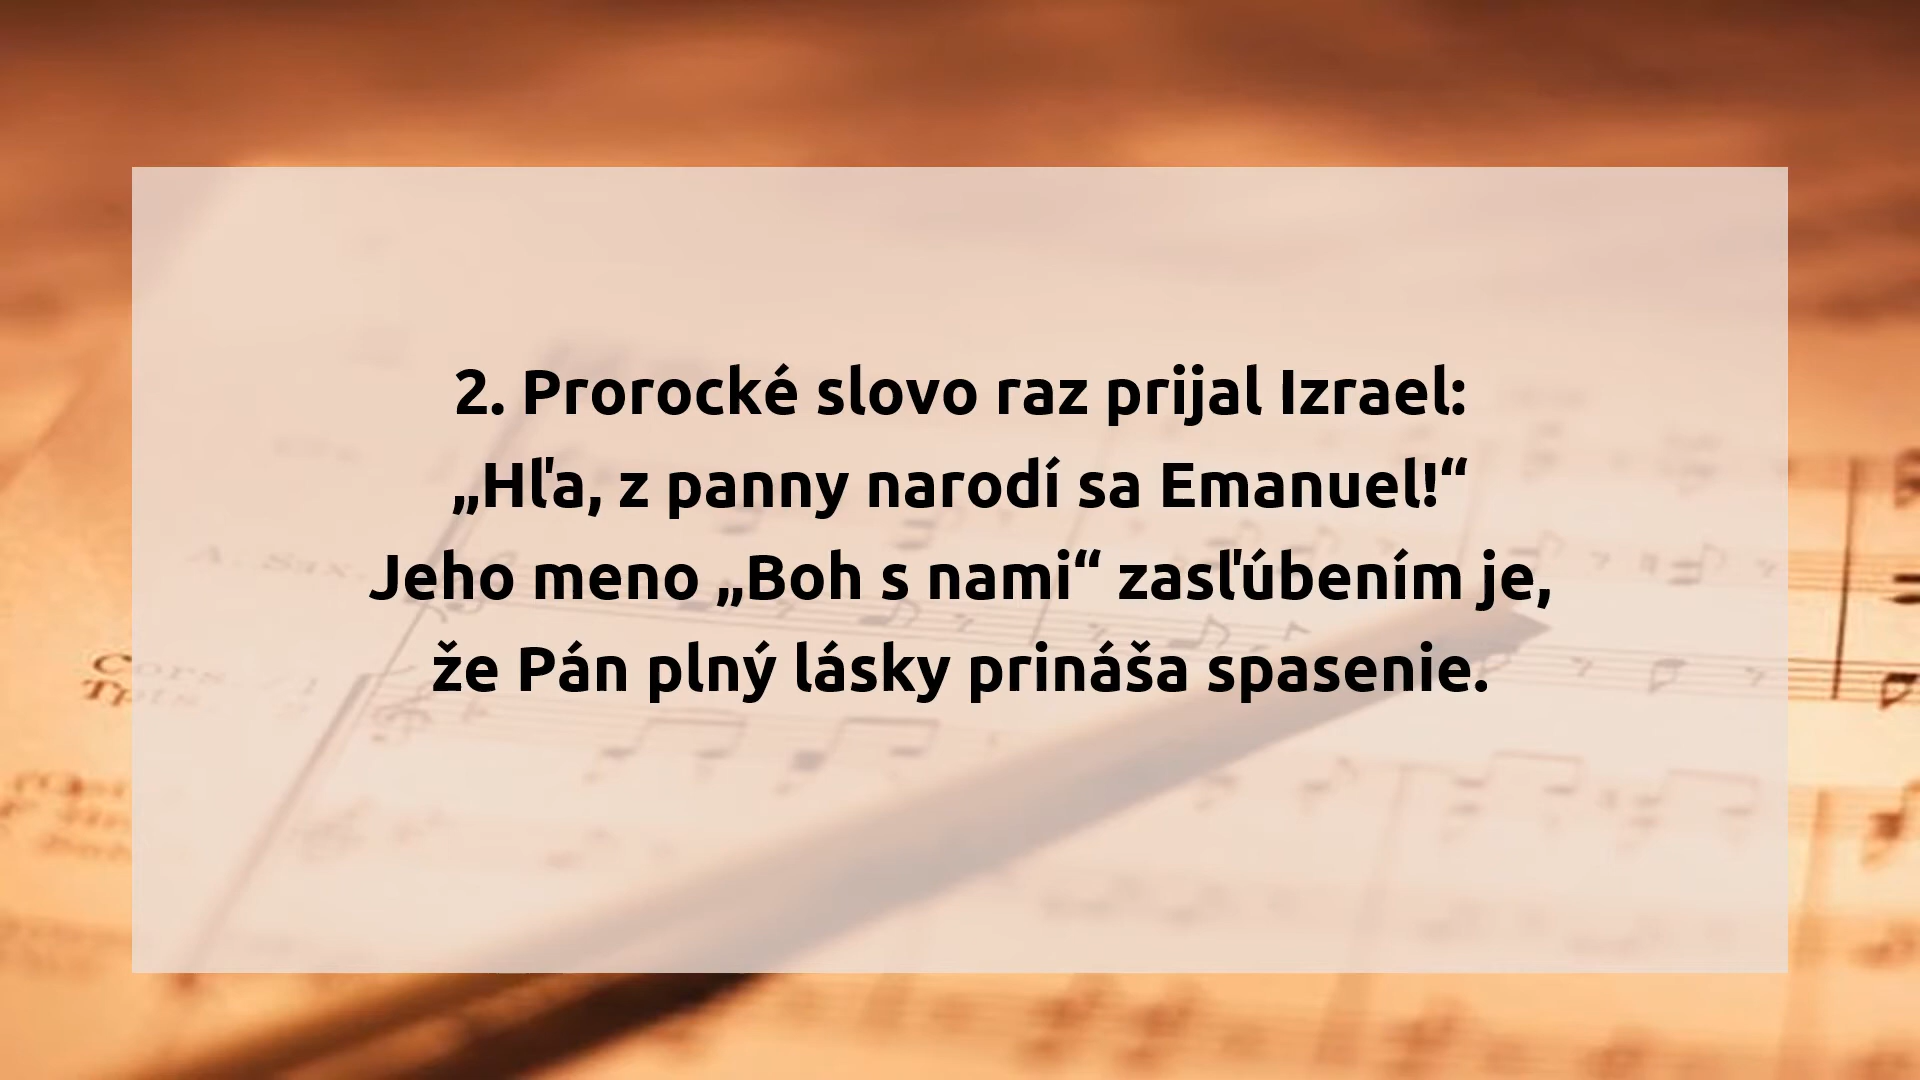 2. Prorocké slovo raz prijal Izrael:
„Hľa, z panny narodí sa Emanuel!“
Jeho meno „Boh s nami“ zasľúbením je,
že Pán plný lásky prináša spasenie.
Tpts